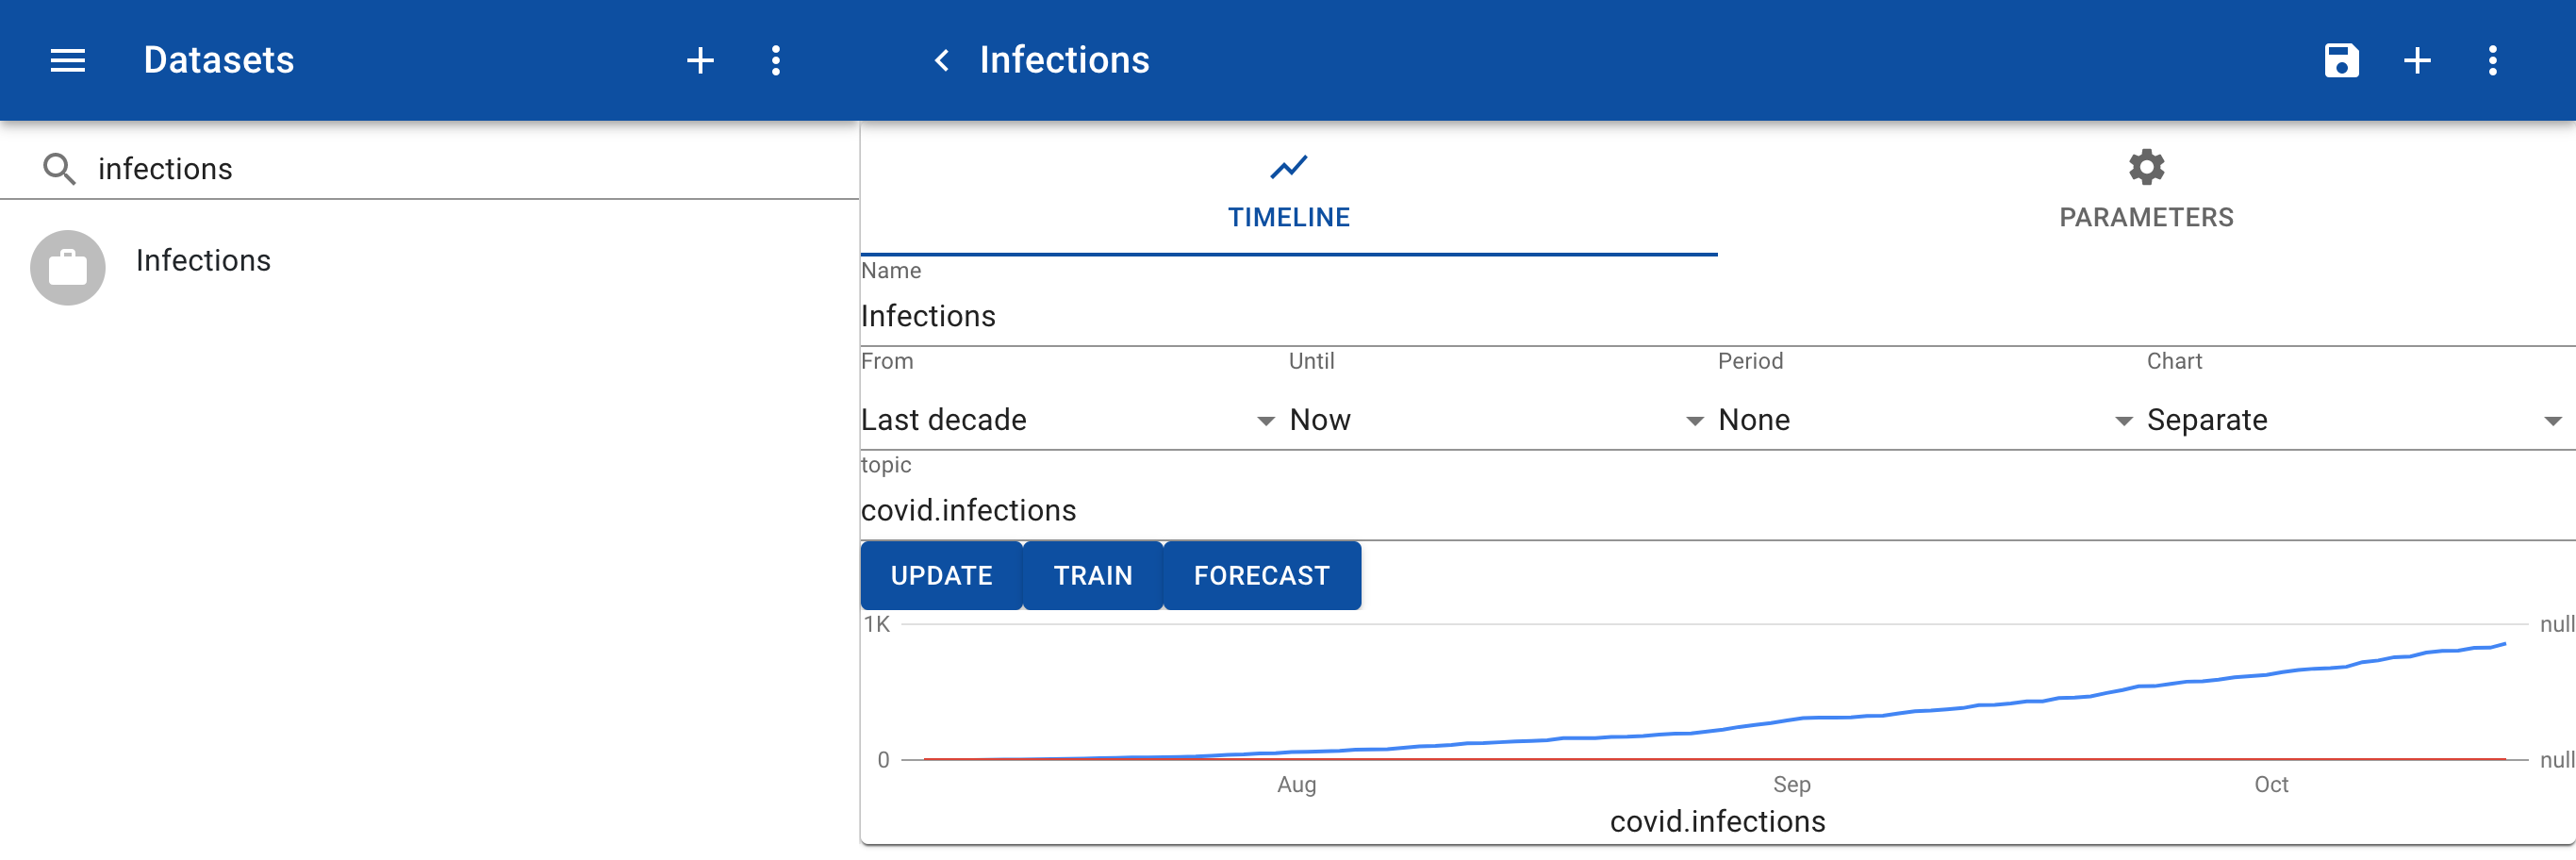 Datasets
Infections
infections
Infections
TIMELINE
PARAMETERS
Name
Infections
From
Until
Period
Chart
Last decade
Now
None
Separate
topic
covid.infections
UPDATE
TRAIN
FORECAST
1K
null
0
null
Aug
Sep
Oct
covid.infections